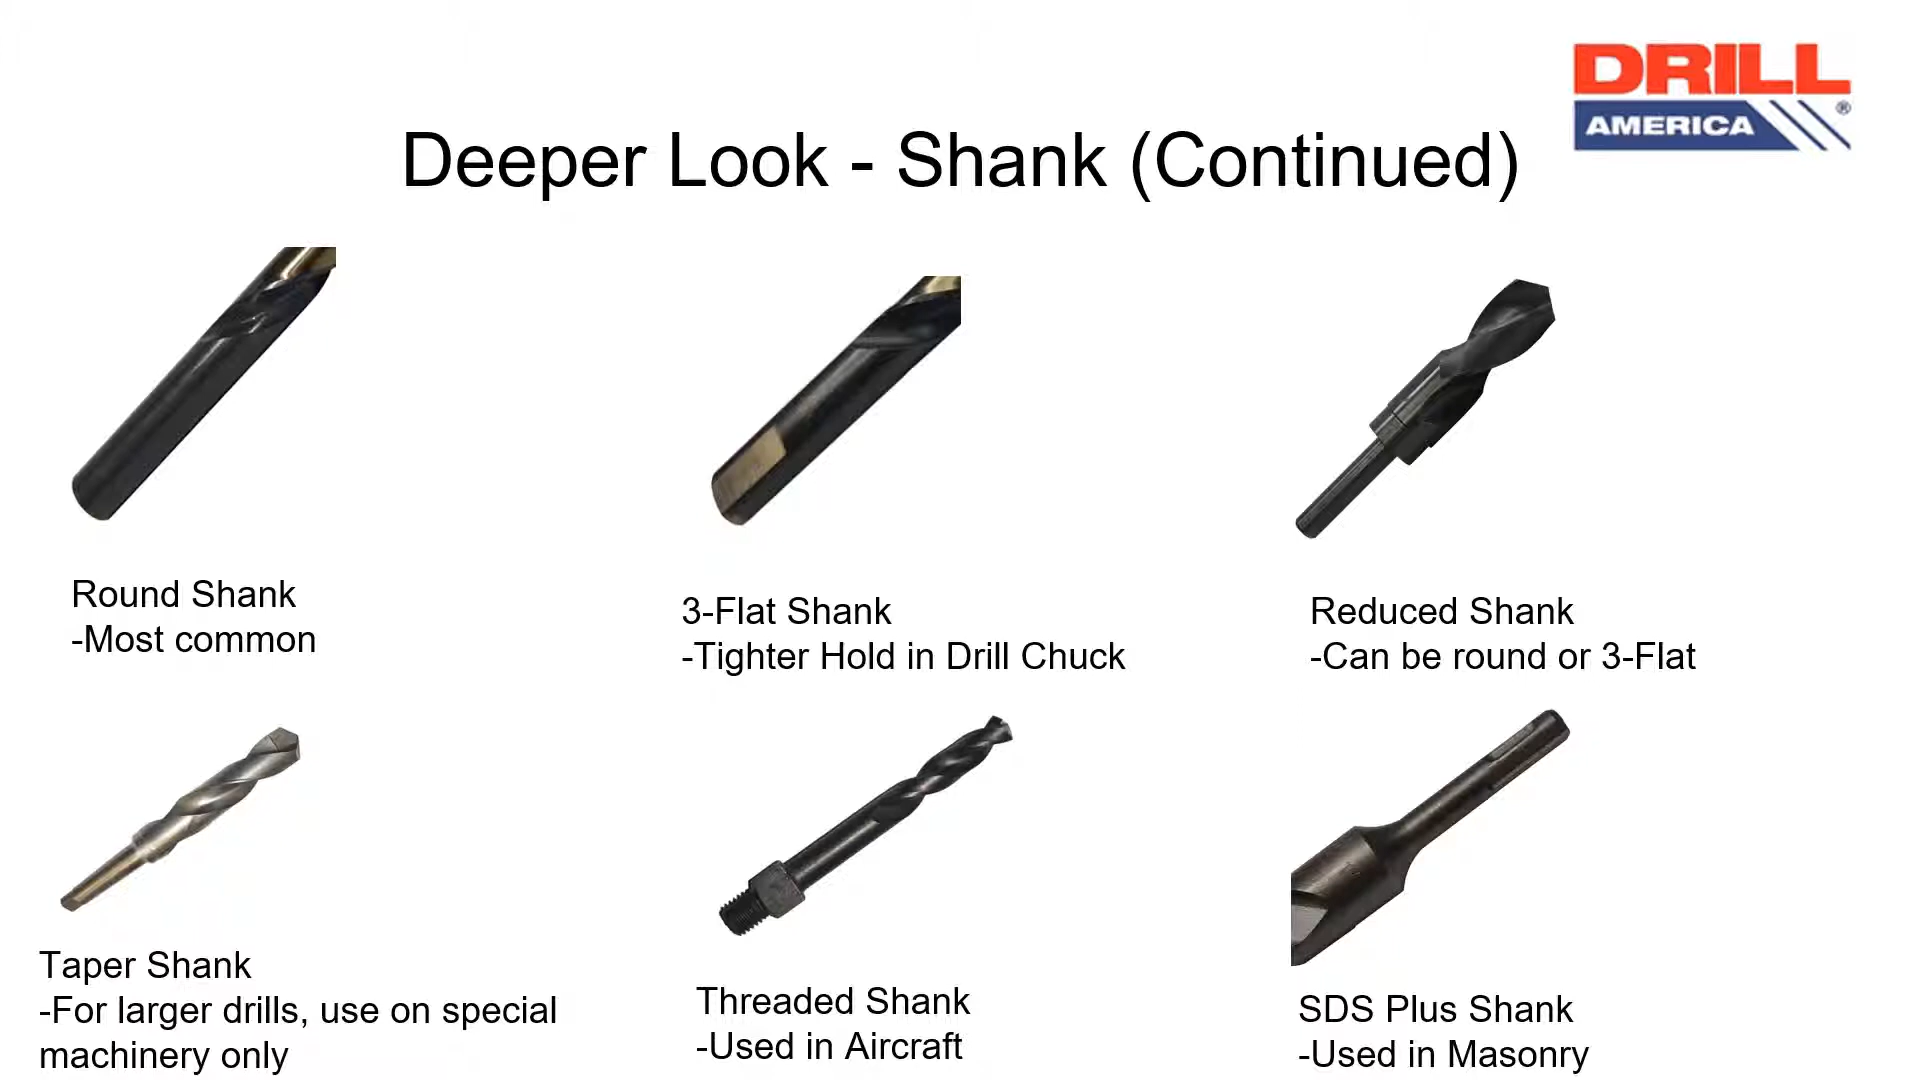 DRILL
AMERICA
®
Deeper Look - Shank (Continued)
Round Shank
-Most common
3-Flat Shank
-Tighter Hold in Drill Chuck
Reduced Shank
-Can be round or 3-Flat
Taper Shank
-For larger drills, use on special
machinery only
Threaded Shank
-Used in Aircraft
SDS Plus Shank
-Used in Masonry